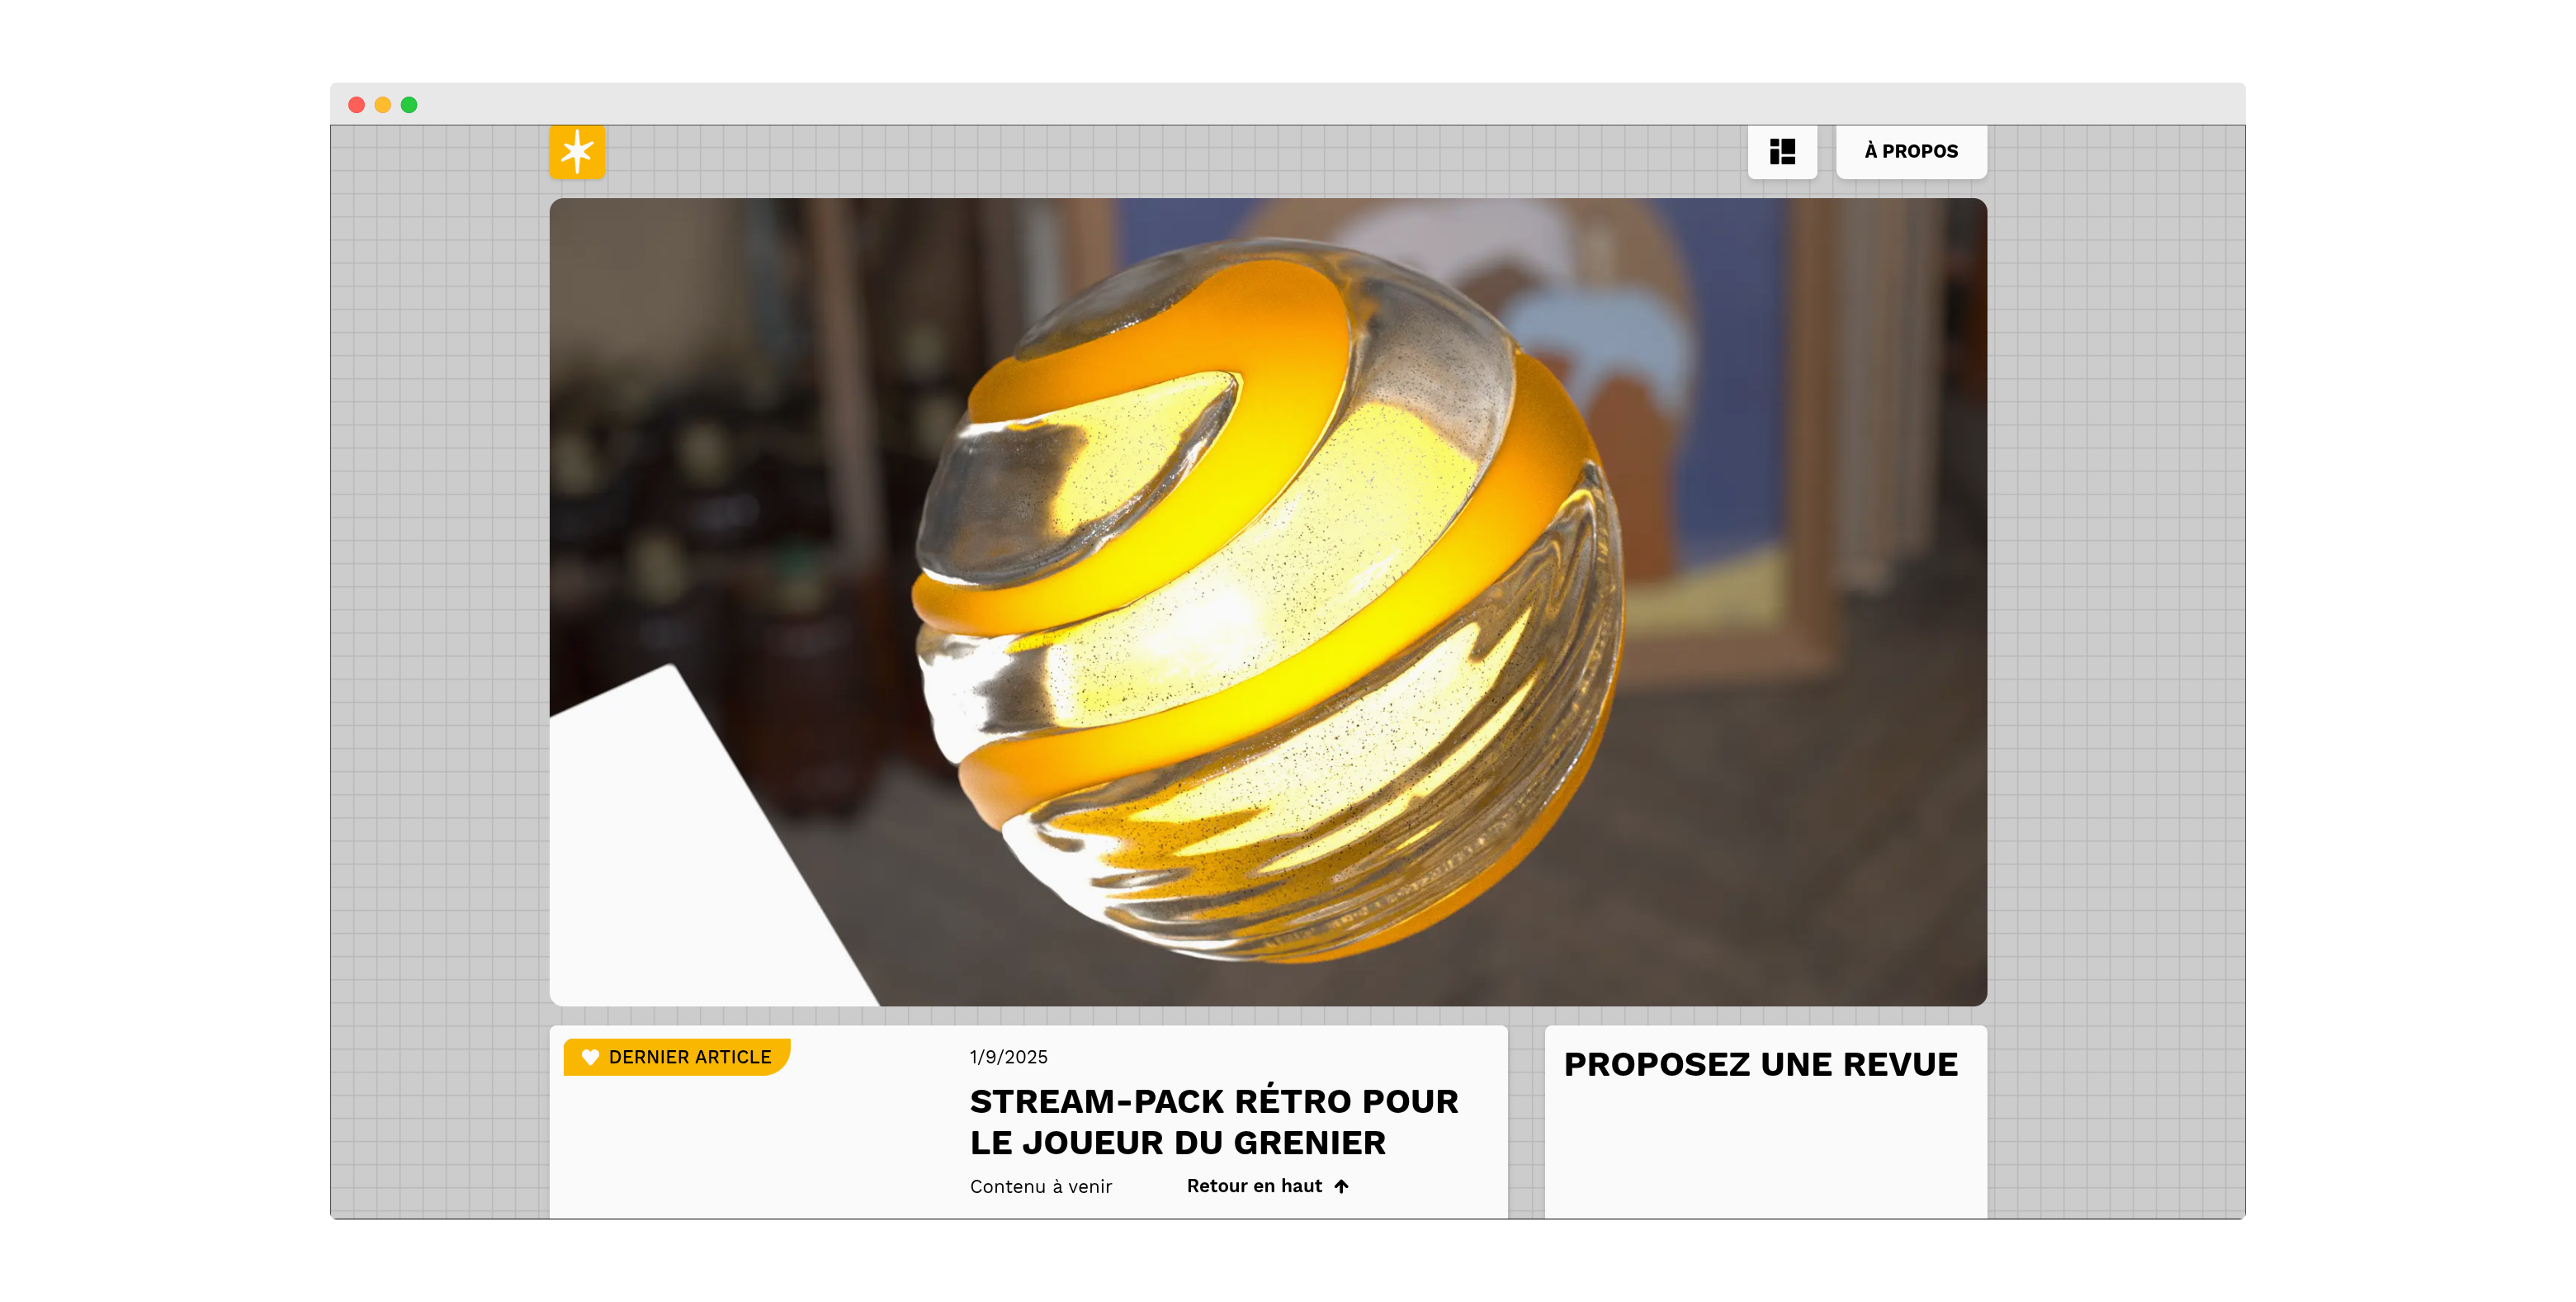 À PROPOS
DERNIER ARTICLE
1/9/2025
STREAM-PACK RÉTRO POUR
LE JOUEUR DU GRENIER
Contenu à venir
Retour en haut
PROPOSEZ UNE REVUE